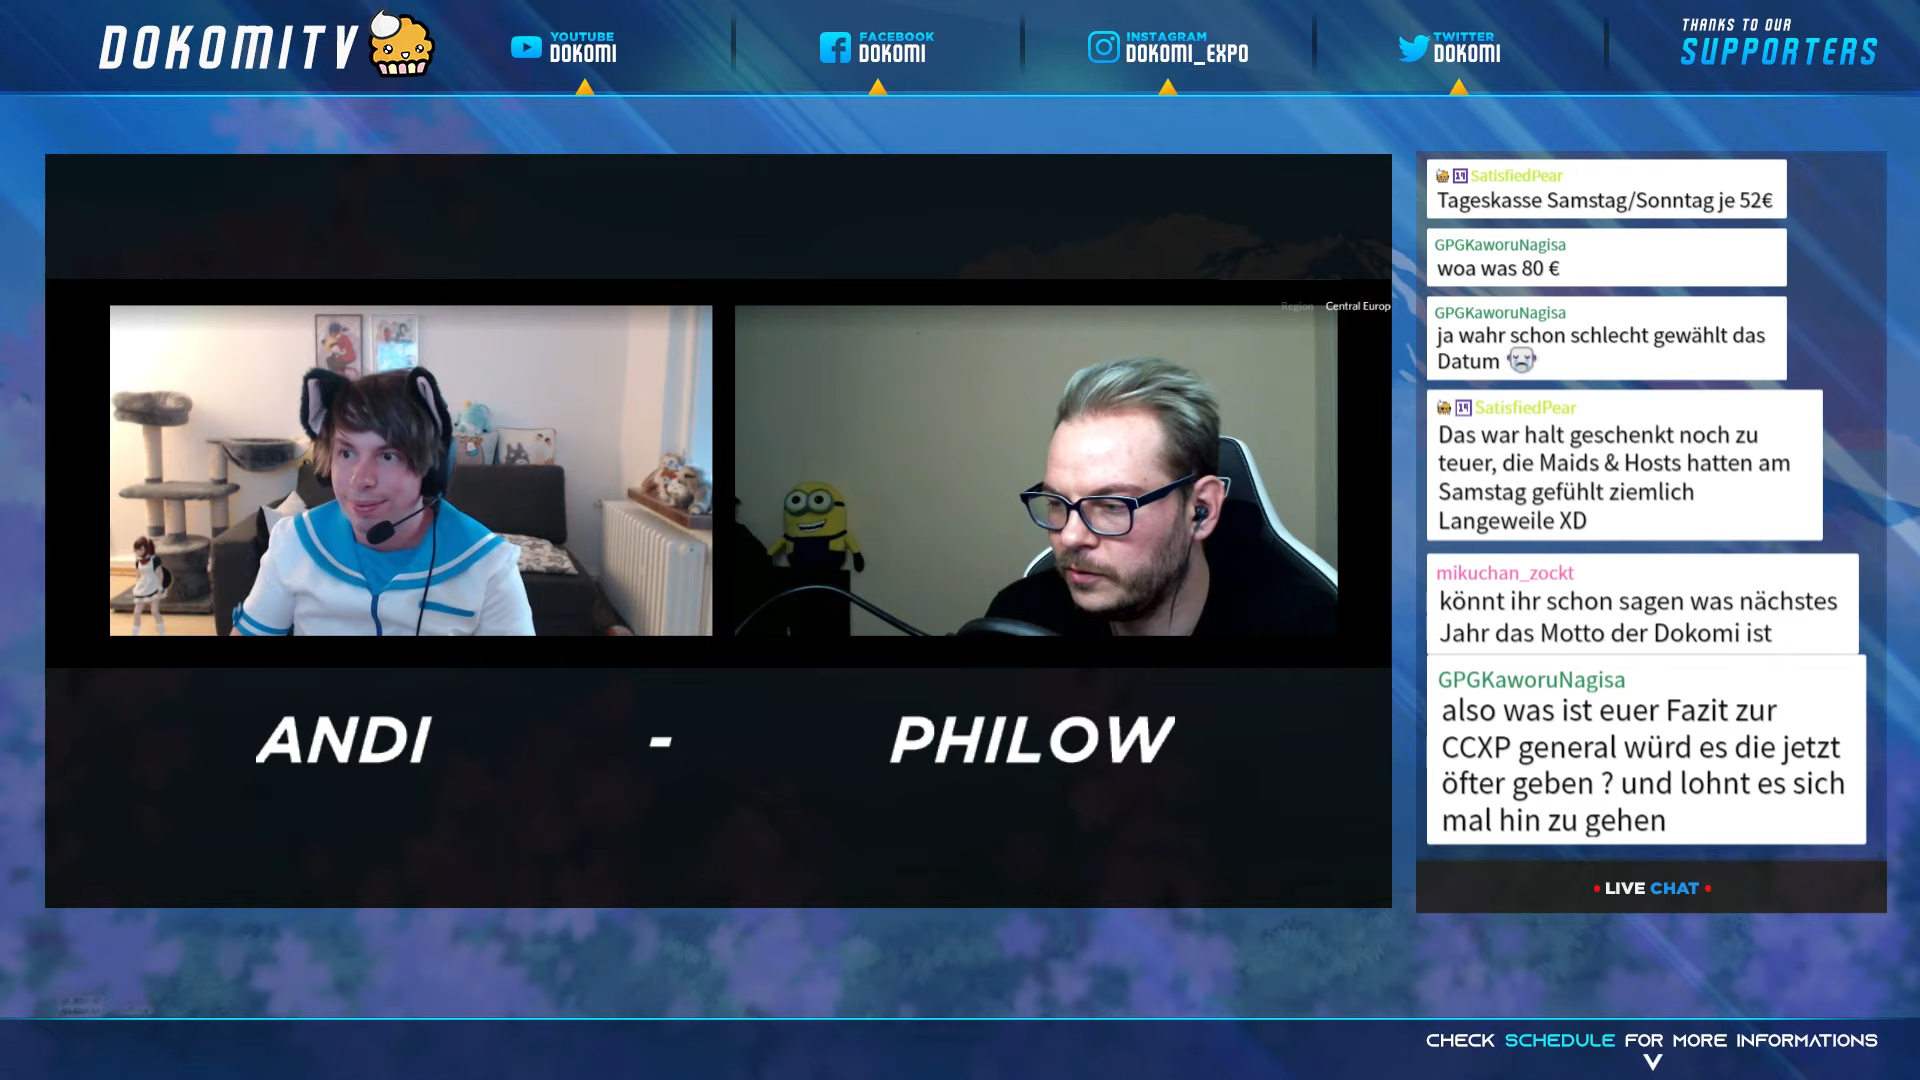 DOKOMITV
YOUTUBE
DOKOMI
FACEBOOK
DOKOMI
INSTAGRAM
DOKOMI_EXPO
TWITTER
DOKOMI
THANKS TO OUR
SUPPORTERS
Region Central Europ
ANDI - PHILOW
19 SatisfiedPear
Tageskasse Samstag/Sonntag je 52€
GPGKaworuNagisa
woa was 80 €
GPGKaworuNagisa
ja wahr schon schlecht gewählt das
Datum
19 SatisfiedPear
Das war halt geschenkt noch zu
teuer, die Maids & Hosts hatten am
Samstag gefühlt ziemlich
Langeweile XD
mikuchan_zockt
könnt ihr schon sagen was nächstes
Jahr das Motto der Dokomi ist
GPGKaworuNagisa
also was ist euer Fazit zur
CCXP general würd es die jetzt
öfter geben ? und lohnt es sich
mal hin zu gehen
LIVE CHAT
CHECK SCHEDULE FOR MORE INFORMATIONS